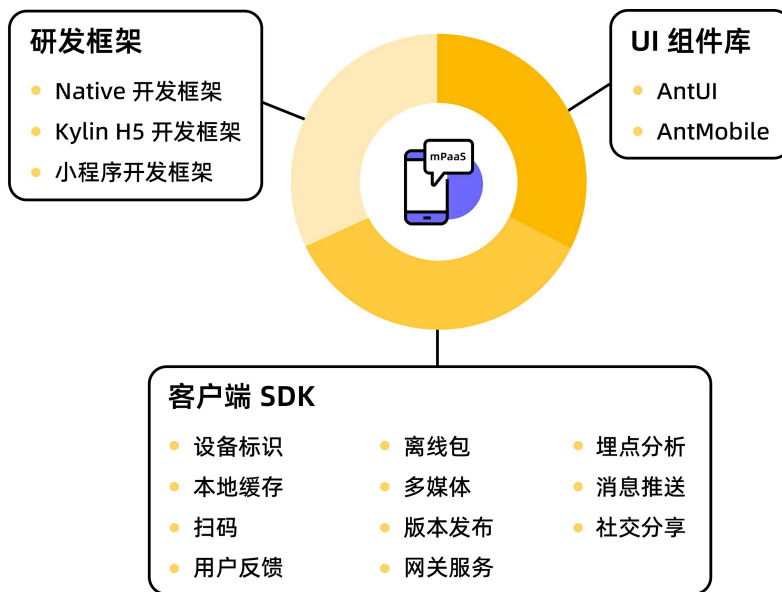 研发框架
Native 开发框架
Kylin H5 开发框架
小程序开发框架
UI 组件库
AntUI
AntMobile
mPaaS
客户端 SDK
设备标识
离线包
埋点分析
本地缓存
多媒体
消息推送
扫码
版本发布
社交分享
用户反馈
网关服务